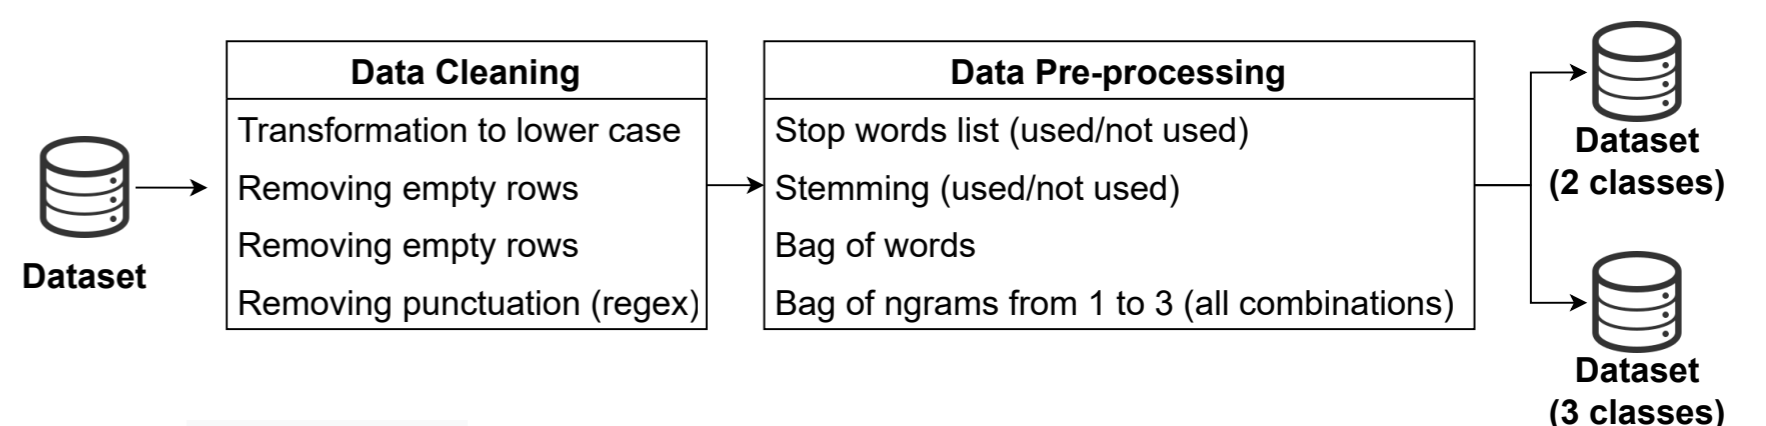 Dataset
Data Cleaning
Transformation to lower case
Removing empty rows
Removing empty rows
Removing punctuation (regex)
Data Pre-processing
Stop words list (used/not used)
Stemming (used/not used)
Bag of words
Bag of ngrams from 1 to 3 (all combinations)
Dataset
(2 classes)
Dataset
(3 classes)